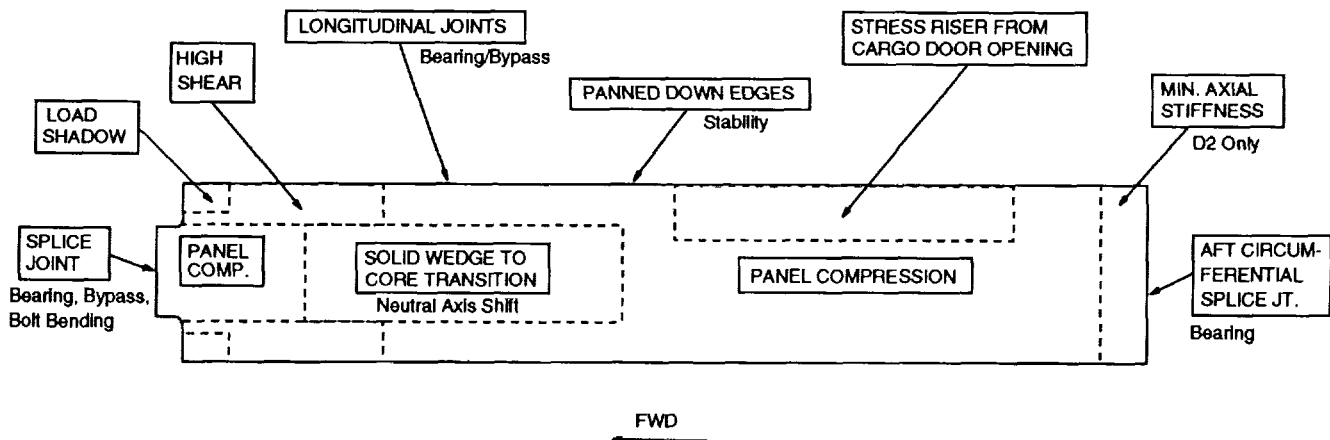 LONGITUDINAL JOINTS
Bearing/Bypass
STRESS RISER FROM
CARGO DOOR OPENING
HIGH
SHEAR
PANNED DOWN EDGES
Stability
MIN. AXIAL
STIFFNESS
D2 Only
LOAD
SHADOW
SPLICE
JOINT
Bearing, Bypass,
Bolt Bending
PANEL
COMP.
SOLID WEDGE TO
CORE TRANSITION
Neutral Axis Shift
PANEL COMPRESSION
AFT CIRCUM-
FERENTIAL
SPLICE JT.
Bearing
FWD